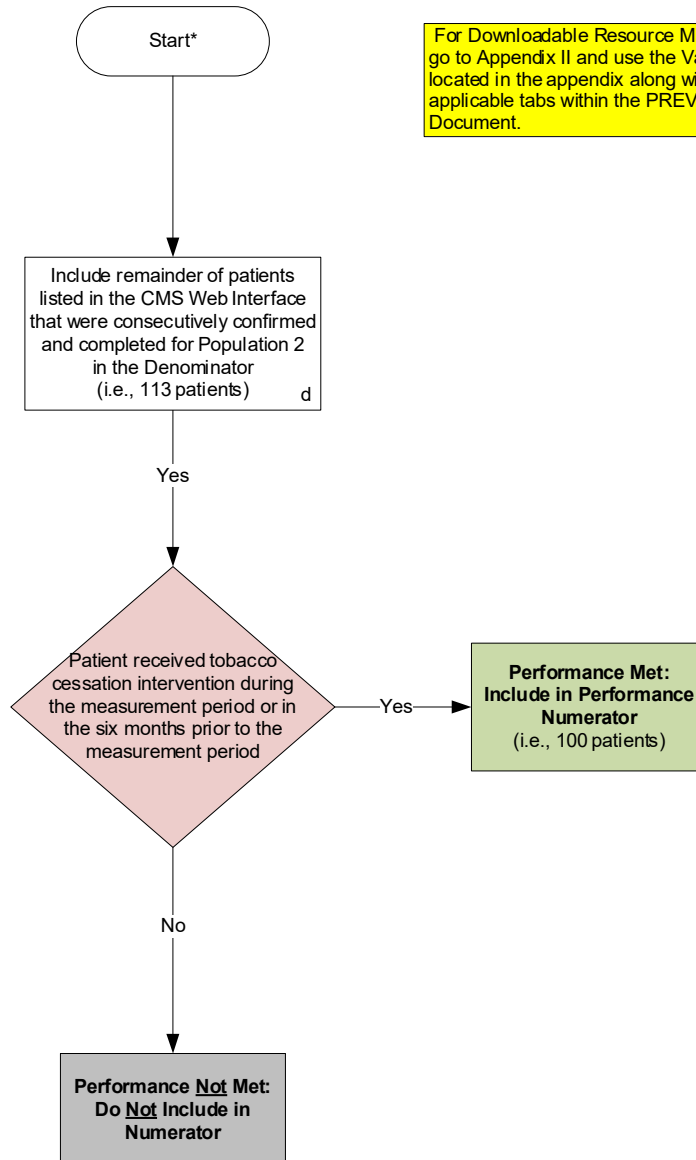 Start*
For Downloadable Resource
go to Appendix II and use the
located in the appendix along
applicable tabs within the
Document.
Include remainder of patients
listed in the CMS Web Interface
that were consecutively confirmed
and completed for Population 2
in the Denominator
(i.e., 113 patients)
d
Yes
Patient received tobacco
cessation intervention during
the measurement period or in
the six months prior to the
measurement period
Yes
Performance Met:
Include in Performance
Numerator
(i.e., 100 patients)
No
Performance Not Met:
Do Not Include in
Numerator